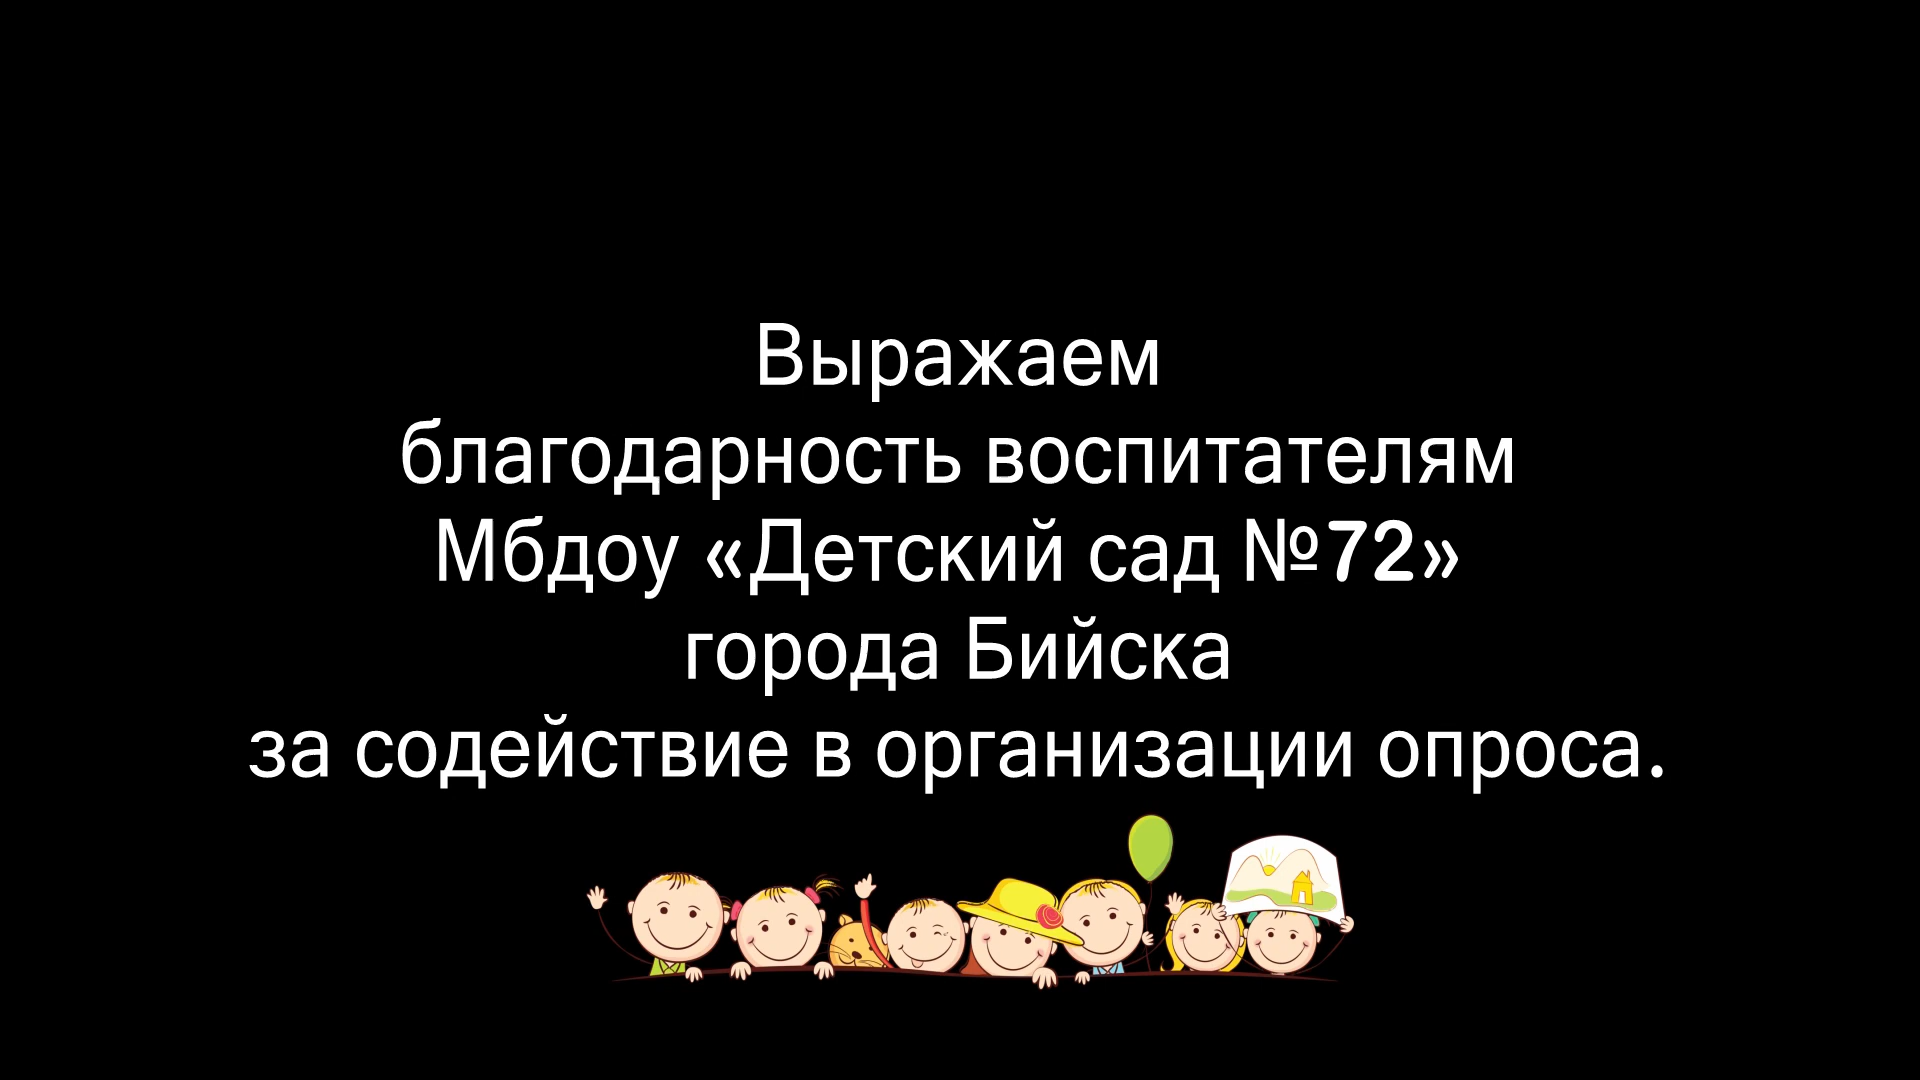 Выражаем
благодарность воспитателям
Мбдоу «Детский сад №72»
города Бийска
за содействие в организации опроса.